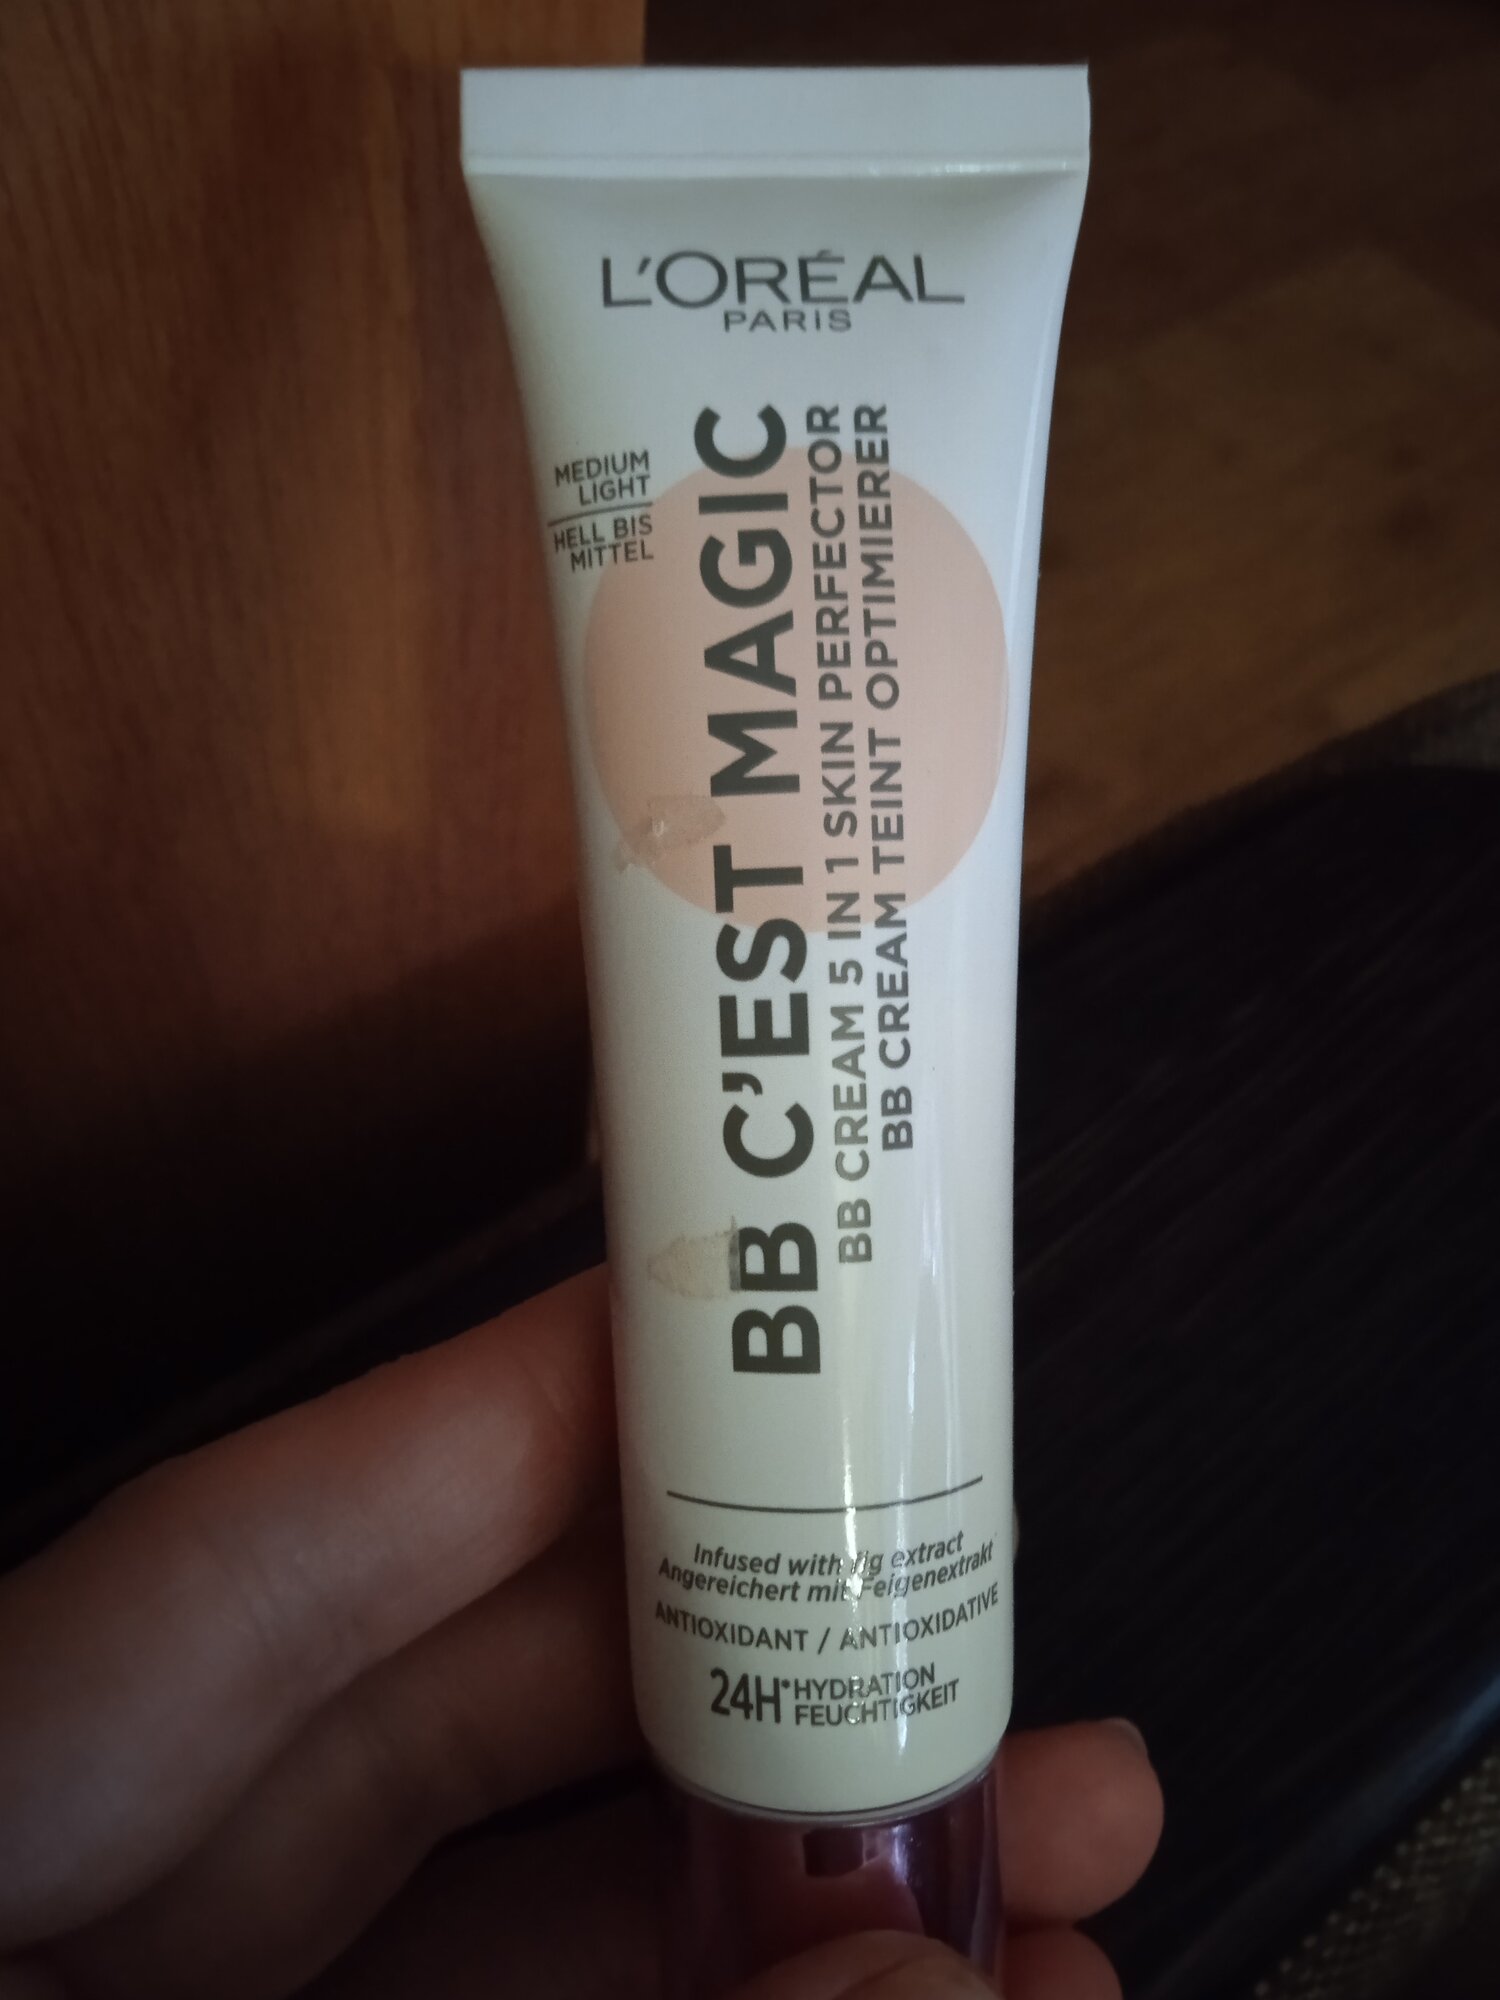 L'ORÉAL
PARIS
MEDIUM
LIGHT
HELL BIS
MITTEL
BB C'EST MAGIC
BB CREAM 5 IN 1 SKIN PERFECTOR
BB CREAM TEINT OPTIMIERER
Infused with fig extract
Angereichert mit Feigenextrakt
ANTIOXIDANT / ANTIOXIDATIVE
24H* HYDRATION
FEUCHTIGKEIT